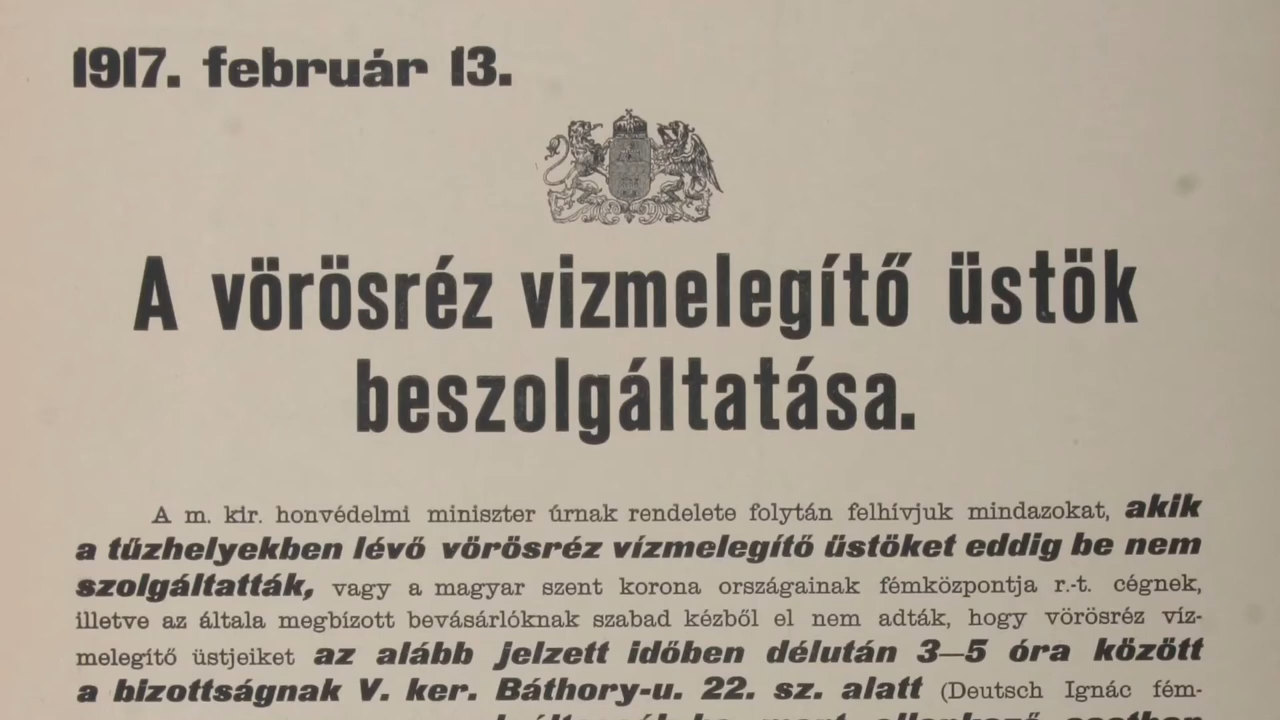 1917. február 13.
A vörösréz vizmelegítő üstök
beszolgáltatása.
A m. kir. honvédelmi miniszter úrnak rendelete folytán felhívjuk mindazokat, akik
a tűzhelyekben lévő vörösréz vízmelegítő üstöket eddig be nem
szolgáltatták, vagy a magyar szent korona országainak fémközpontja r.-t. cégnek,
illetve az általa megbízott bevásárlóknak szabad kézből el nem adták, hogy vörösréz víz-
melegítő üstjeiket az alább jelzett időben délután 3—5 óra között
a bizottságnak V. ker. Báthory-u. 22. sz. alatt (Deutsch Ignác fém-